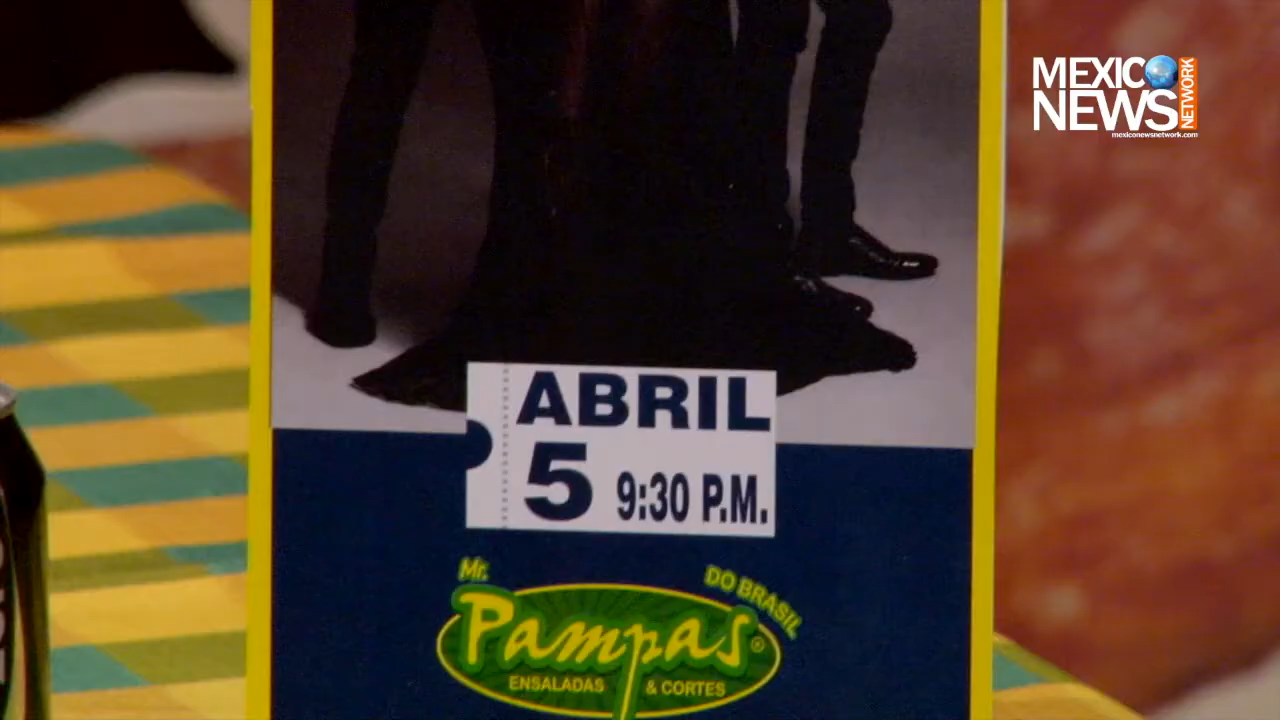 MEXICO
NEWS
NETWORK
mexiconewsnetwork.com
ABRIL
5 9:30 P.M.
Mr.
Pampas®
DO BRASIL
ENSALADAS & CORTES